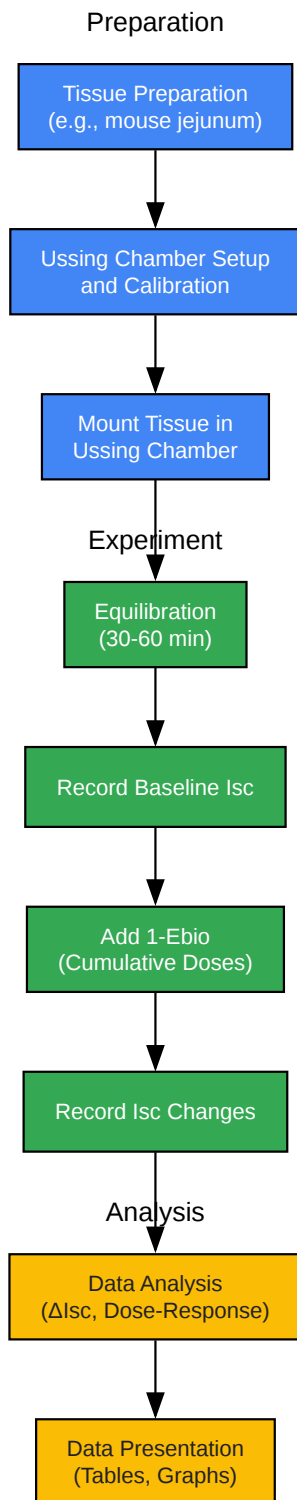 Preparation
Tissue Preparation
(e.g., mouse jejunum)
Ussing Chamber Setup
and Calibration
Mount Tissue in
Ussing Chamber
Experiment
Equilibration
(30-60 min)
Record Baseline Isc
Add 1-Ebio
(Cumulative Doses)
Record Isc Changes
Analysis
Data Analysis
(ΔIsc, Dose-Response)
Data Presentation
(Tables, Graphs)